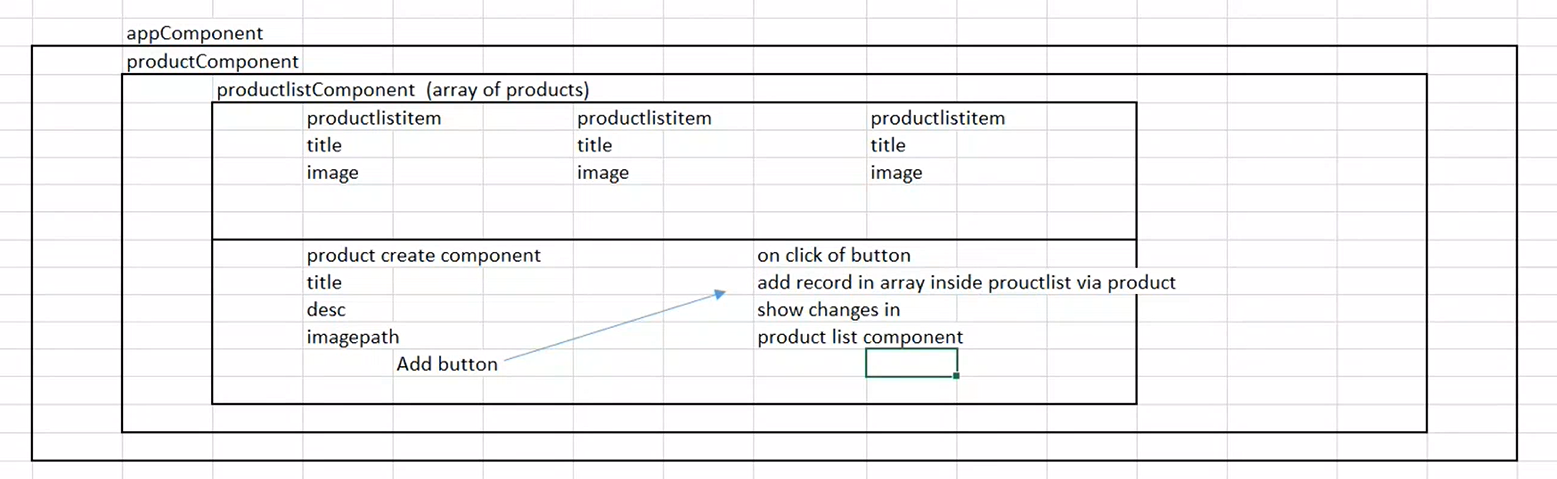 appComponent
productComponent
productlistComponent  (array of products)
productlistitem productlistitem productlistitem
title title title
image image image
product create component on click of button
title add record in array inside prouctlist via product
desc show changes in
imagepath product list component
Add button